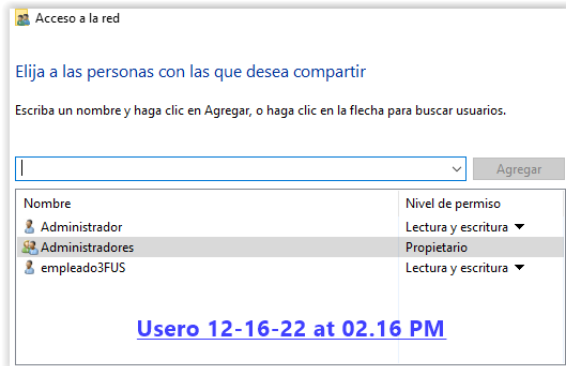 Acceso a la red
Elija a las personas con las que desea compartir
Escriba un nombre y haga clic en Agregar, o haga clic en la flecha para buscar usuarios.
Agregar
Nombre Nivel de permiso
Administrador Lectura y escritura
Administradores Propietario
empleado3FUS Lectura y escritura
Usero 12-16-22 at 02.16 PM